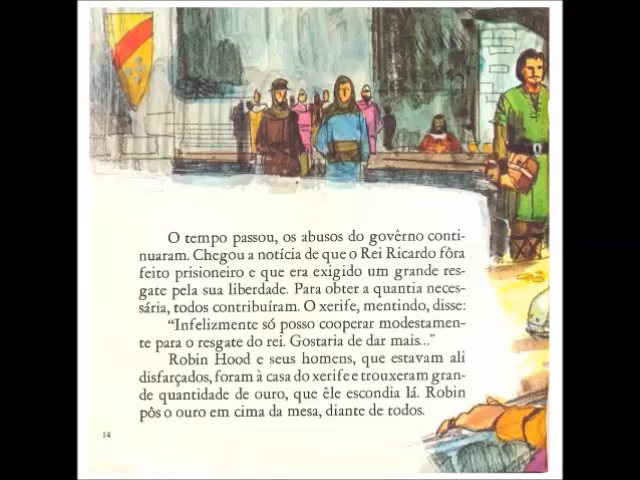 O tempo passou, os abusos do govêrno conti-
nuaram. Chegou a notícia de que o Rei Ricardo fôra
feito prisioneiro e que era exigido um grande res-
gate pela sua liberdade. Para obter a quantia neces-
sária, todos contribuíram. O xerife, mentindo, disse:
"Infelizmente só posso cooperar modestamen-
te para o resgate do rei. Gostaria de dar mais..."
Robin Hood e seus homens, que estavam ali
disfarçados, foram à casa do xerife e trouxeram gran-
de quantidade de ouro, que êle escondia lá. Robin
pôs o ouro em cima da mesa, diante de todos.
14